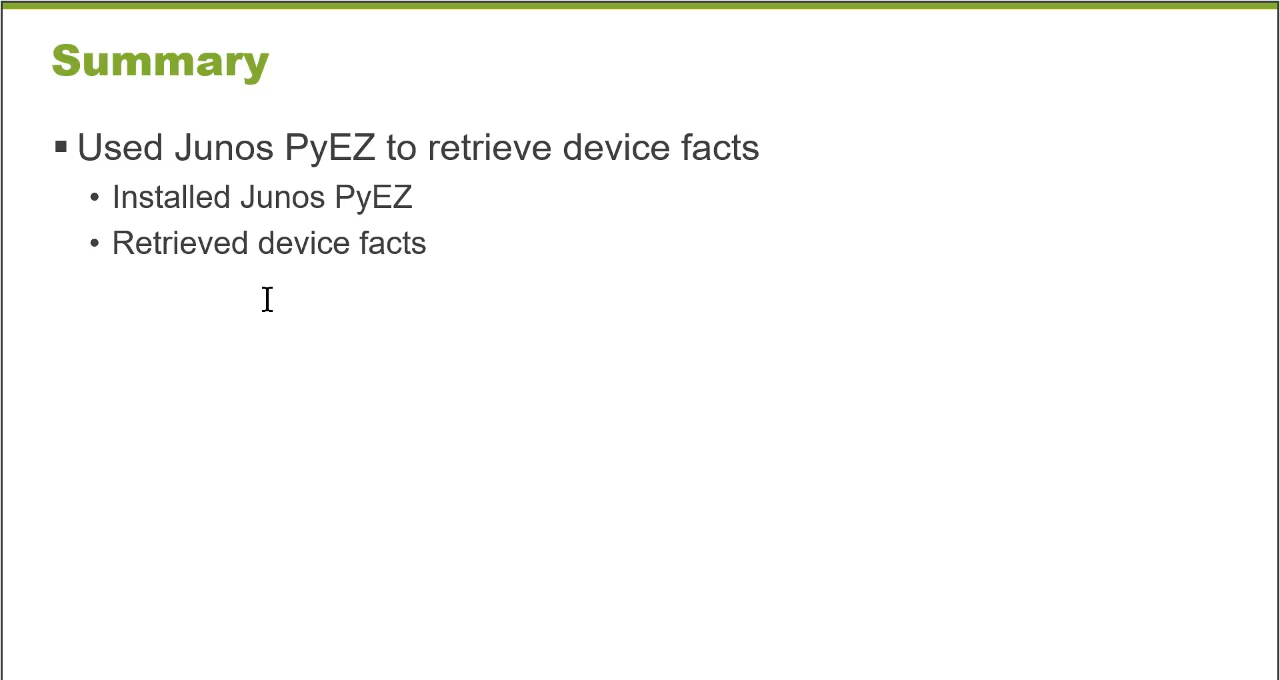 Summary
▪ Used Junos PyEZ to retrieve device facts
• Installed Junos PyEZ
• Retrieved device facts